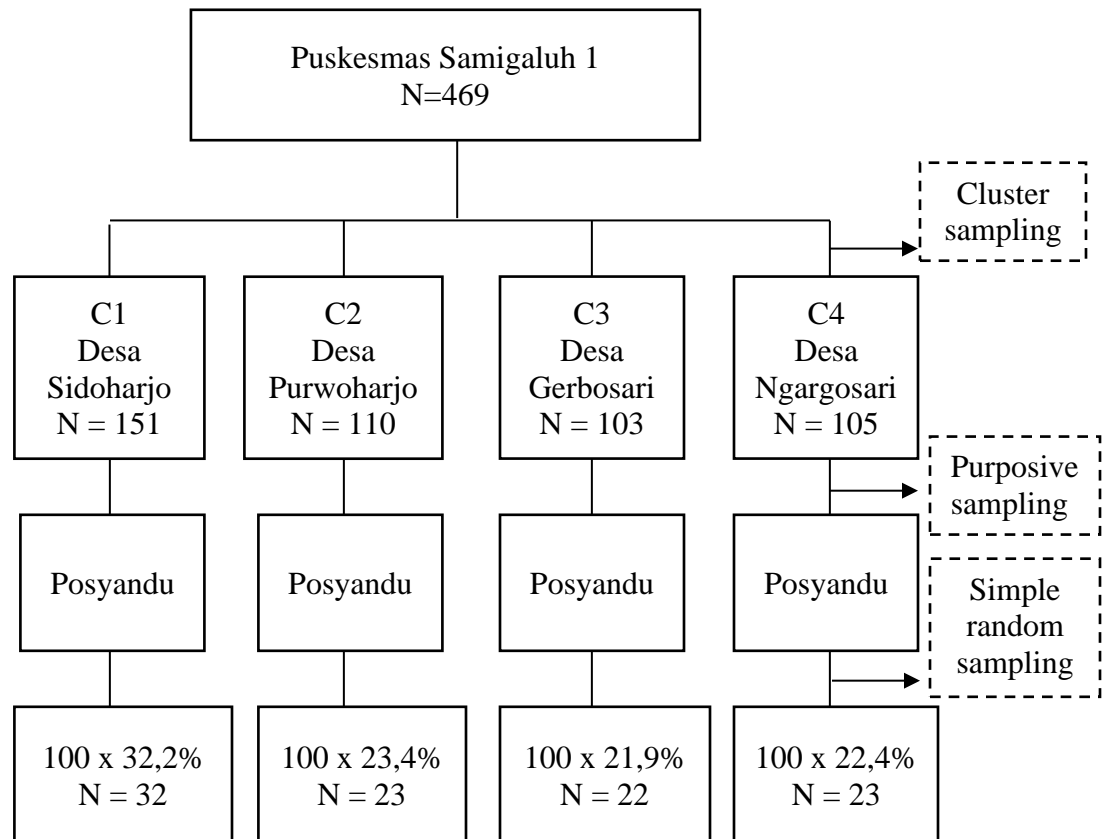 Puskesmas Samigaluh 1
N=469
Cluster
sampling
C1
Desa
Sidoharjo
N = 151
C2
Desa
Purwoharjo
N = 110
C3
Desa
Gerbosari
N = 103
C4
Desa
Ngargosari
N = 105
Purposive
sampling
Posyandu
Posyandu
Posyandu
Posyandu
Simple
random
sampling
100 x 32,2%
N = 32
100 x 23,4%
N = 23
100 x 21,9%
N = 22
100 x 22,4%
N = 23